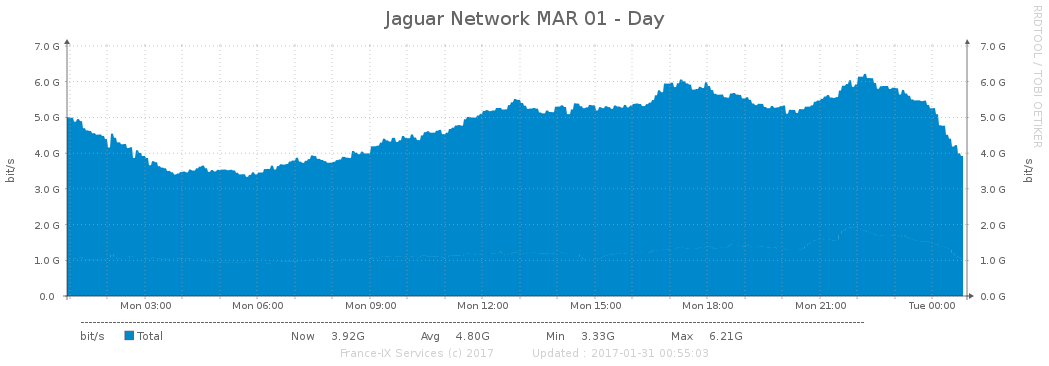 Jaguar Network MAR 01 - Day
RRDTOOL / TOBI OETIKER
7.0 G 7.0 G
6.0 G 6.0 G
5.0 G 5.0 G
4.0 G 4.0 G
3.0 G 3.0 G
2.0 G 2.0 G
1.0 G 1.0 G
0.0 0.0 G
bit/s bit/s
Mon 03:00 Mon 06:00 Mon 09:00 Mon 12:00 Mon 15:00 Mon 18:00 Mon 21:00 Tue 00:00
bit/s Total Now 3.92G Avg 4.80G Min 3.33G Max 6.21G
France-IX Services (c) 2017 Updated : 2017-01-31 00:55:03